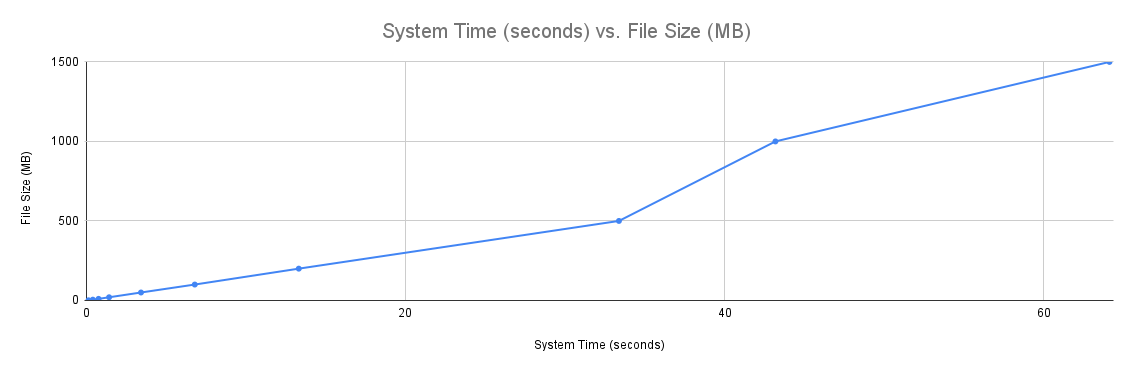 System Time (seconds) vs. File Size (MB)
1500
1000
500
0
File Size (MB)
0 20 40 60
System Time (seconds)